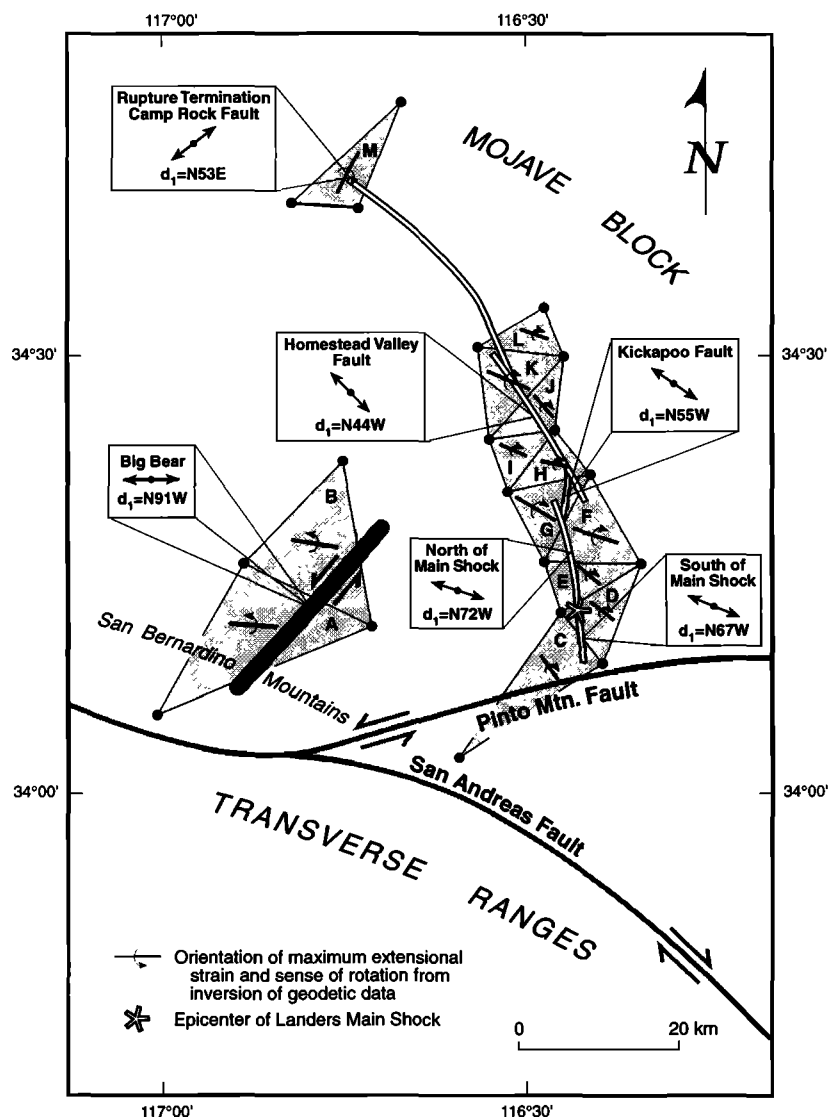 117°00'
116°30'
Rupture Termination
Camp Rock Fault
d1=N53E
M
MOJAVE BLOCK
N
34°30'
34°30'
Homestead Valley
Fault
d1=N44W
L
K
J
Kickapoo Fault
d1=N55W
Big Bear
d1=N91W
B
I
H
G
F
North of
Main Shock
d1=N72W
E
D
South of
Main Shock
d1=N67W
A
C
San Bernardino
Mountains
Pinto Mtn. Fault
San Andreas Fault
34°00'
34°00'
TRANSVERSE RANGES
Orientation of maximum extensional
strain and sense of rotation from
inversion of geodetic data
Epicenter of Landers Main Shock
0
20 km
117°00'
116°30'